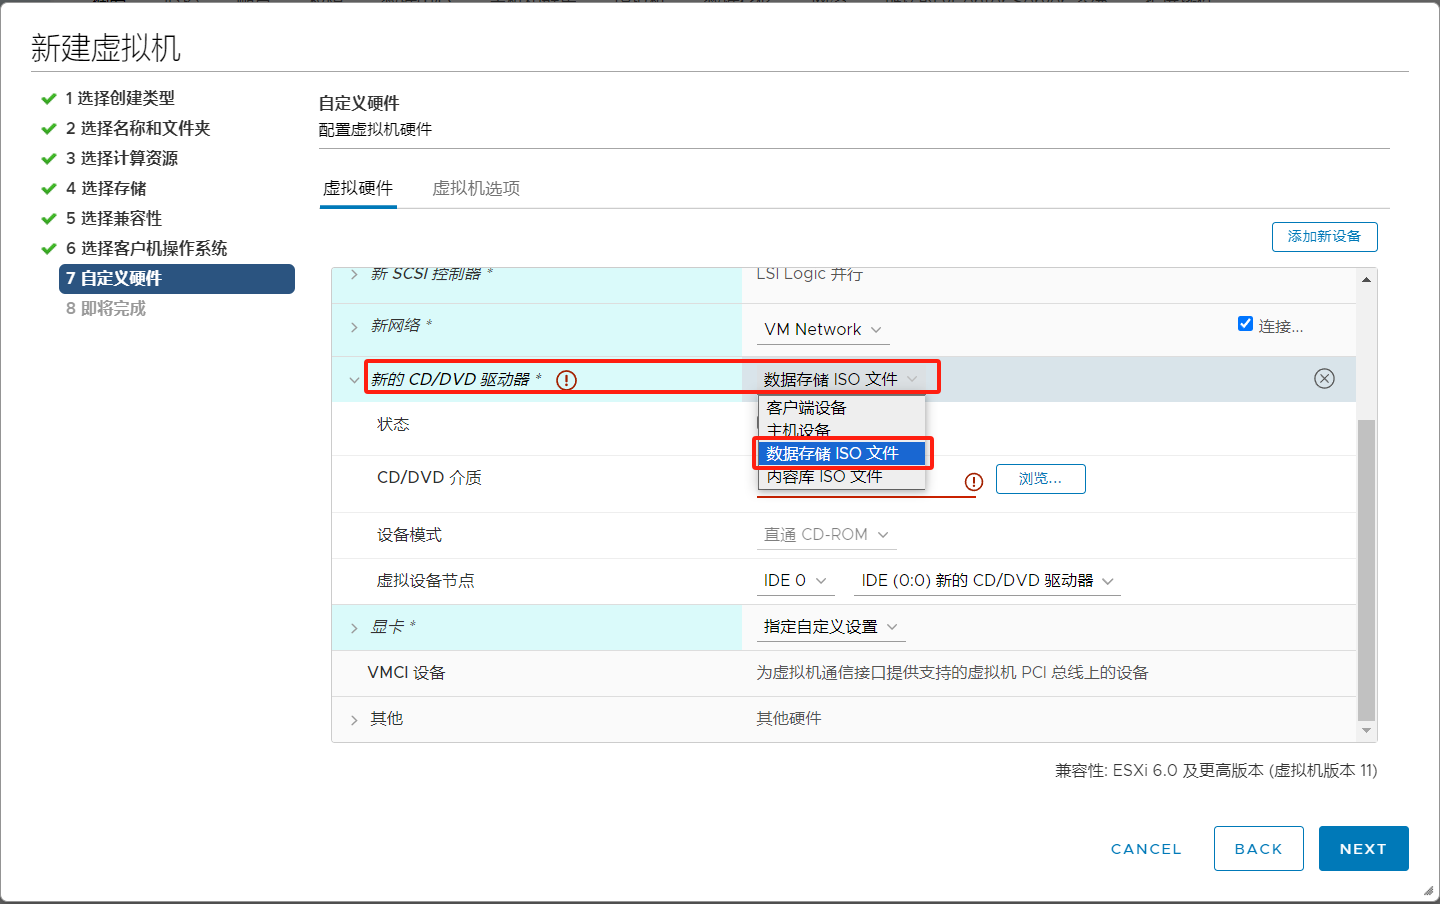 新建虚拟机
1 选择创建类型
2 选择名称和文件夹
3 选择计算资源
4 选择存储
5 选择兼容性
6 选择客户机操作系统
7 自定义硬件
8 即将完成
自定义硬件
配置虚拟机硬件
虚拟硬件 虚拟机选项
添加新设备
新 SCSI 控制器 * LSI Logic 并行
新网络 * VM Network 连接...
新的 CD/DVD 驱动器 * 数据存储 ISO 文件
客户端设备
状态
主机设备
数据存储 ISO 文件
内容库 ISO 文件
CD/DVD 介质 浏览...
设备模式 直通 CD-ROM
虚拟设备节点 IDE 0 IDE (0:0) 新的 CD/DVD 驱动器
显卡 * 指定自定义设置
VMCI 设备 为虚拟机通信接口提供支持的虚拟机 PCI 总线上的设备
其他 其他硬件
兼容性: ESXi 6.0 及更高版本 (虚拟机版本 11)
CANCEL BACK NEXT